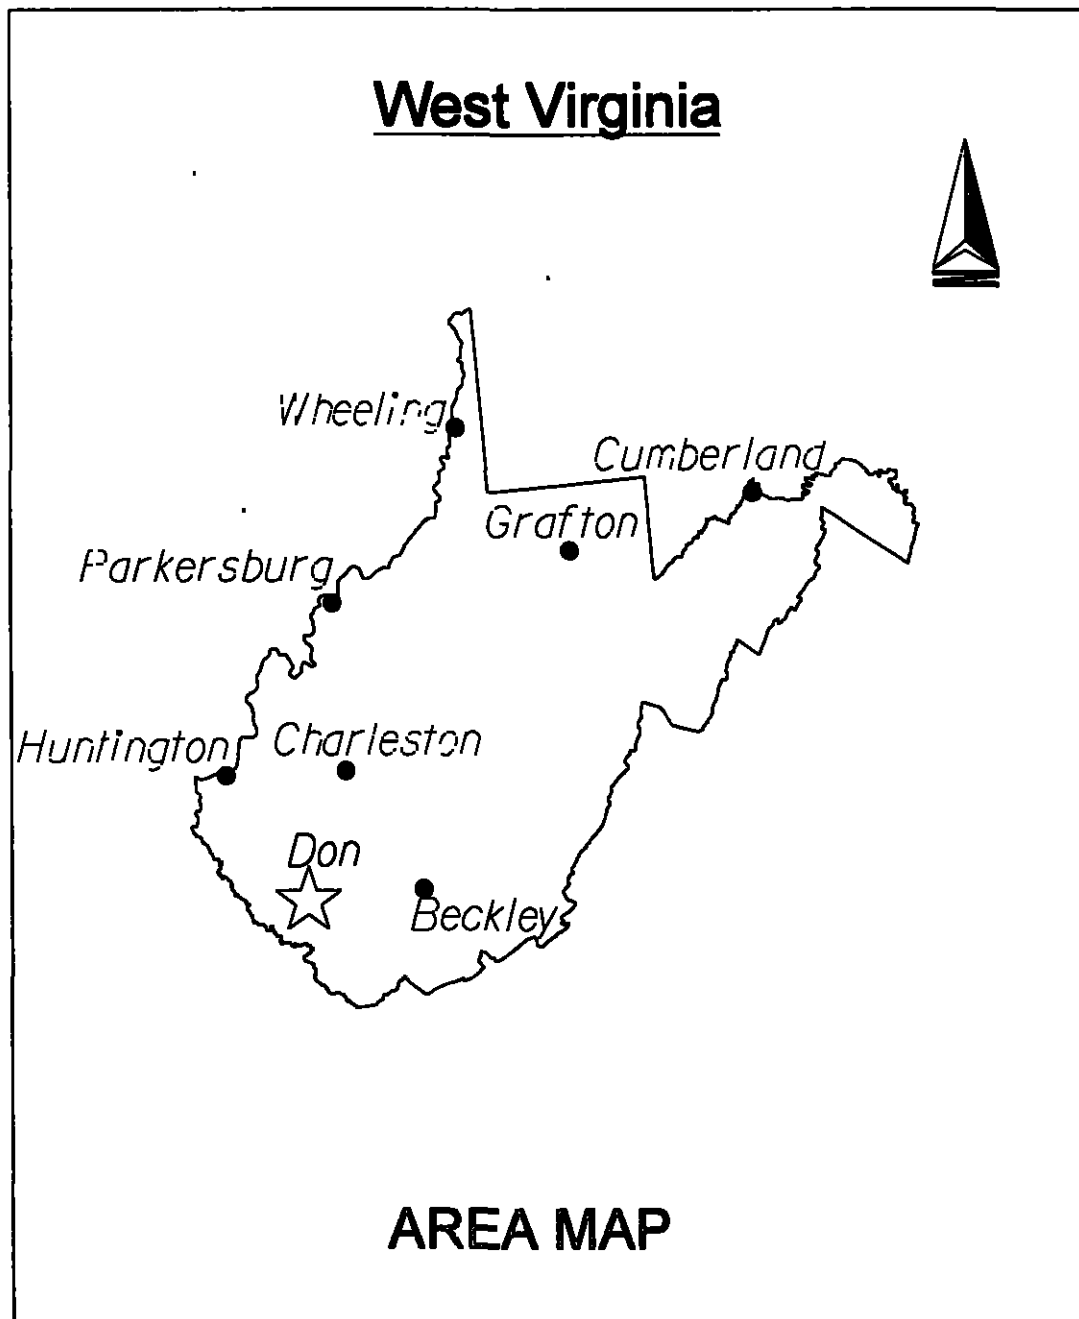 West Virginia
Wheeling
Cumberland
Grafton
Parkersburg
Huntington
Charleston
Don
Beckley
AREA MAP